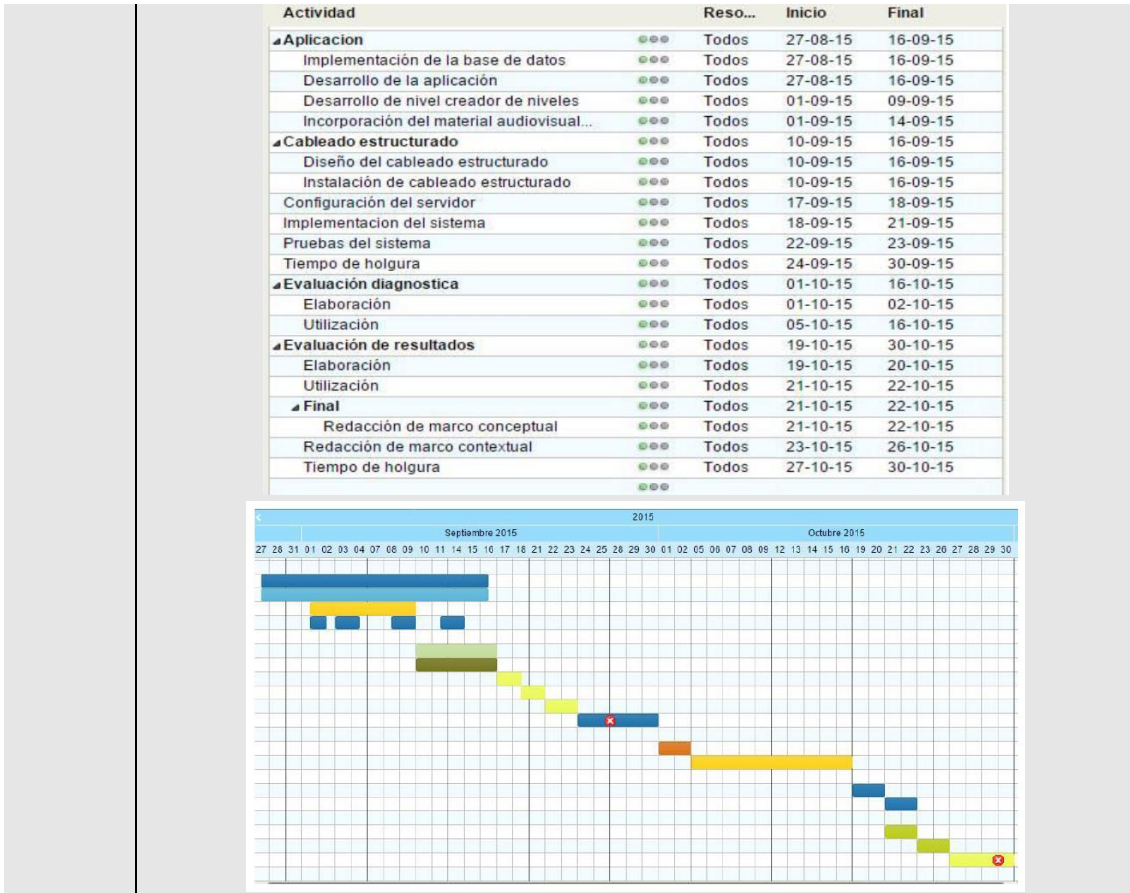 Actividad Reso... Inicio Final
Aplicacion Todos 27-08-15 16-09-15
Implementación de la base de datos Todos 27-08-15 16-09-15
Desarrollo de la aplicación Todos 27-08-15 16-09-15
Desarrollo de nivel creador de niveles Todos 01-09-15 09-09-15
Incorporación del material audiovisual... Todos 01-09-15 14-09-15
Cableado estructurado Todos 10-09-15 16-09-15
Diseño del cableado estructurado Todos 10-09-15 16-09-15
Instalación de cableado estructurado Todos 10-09-15 16-09-15
Configuración del servidor Todos 17-09-15 18-09-15
Implementacion del sistema Todos 18-09-15 21-09-15
Pruebas del sistema Todos 22-09-15 23-09-15
Tiempo de holgura Todos 24-09-15 30-09-15
Evaluación diagnostica Todos 01-10-15 16-10-15
Elaboración Todos 01-10-15 02-10-15
Utilización Todos 05-10-15 16-10-15
Evaluación de resultados Todos 19-10-15 30-10-15
Elaboración Todos 19-10-15 20-10-15
Utilización Todos 21-10-15 22-10-15
Final Todos 21-10-15 22-10-15
Redacción de marco conceptual Todos 21-10-15 22-10-15
Redacción de marco contextual Todos 23-10-15 26-10-15
Tiempo de holgura Todos 27-10-15 30-10-15
2015
Septiembre 2015 Octubre 2015
27 28 31 01 02 03 04 07 08 09 10 11 14 15 16 17 18 21 22 23 24 25 28 29 30 01 02 05 06 07 08 09 12 13 14 15 16 19 20 21 22 23 26 27 28 29 30